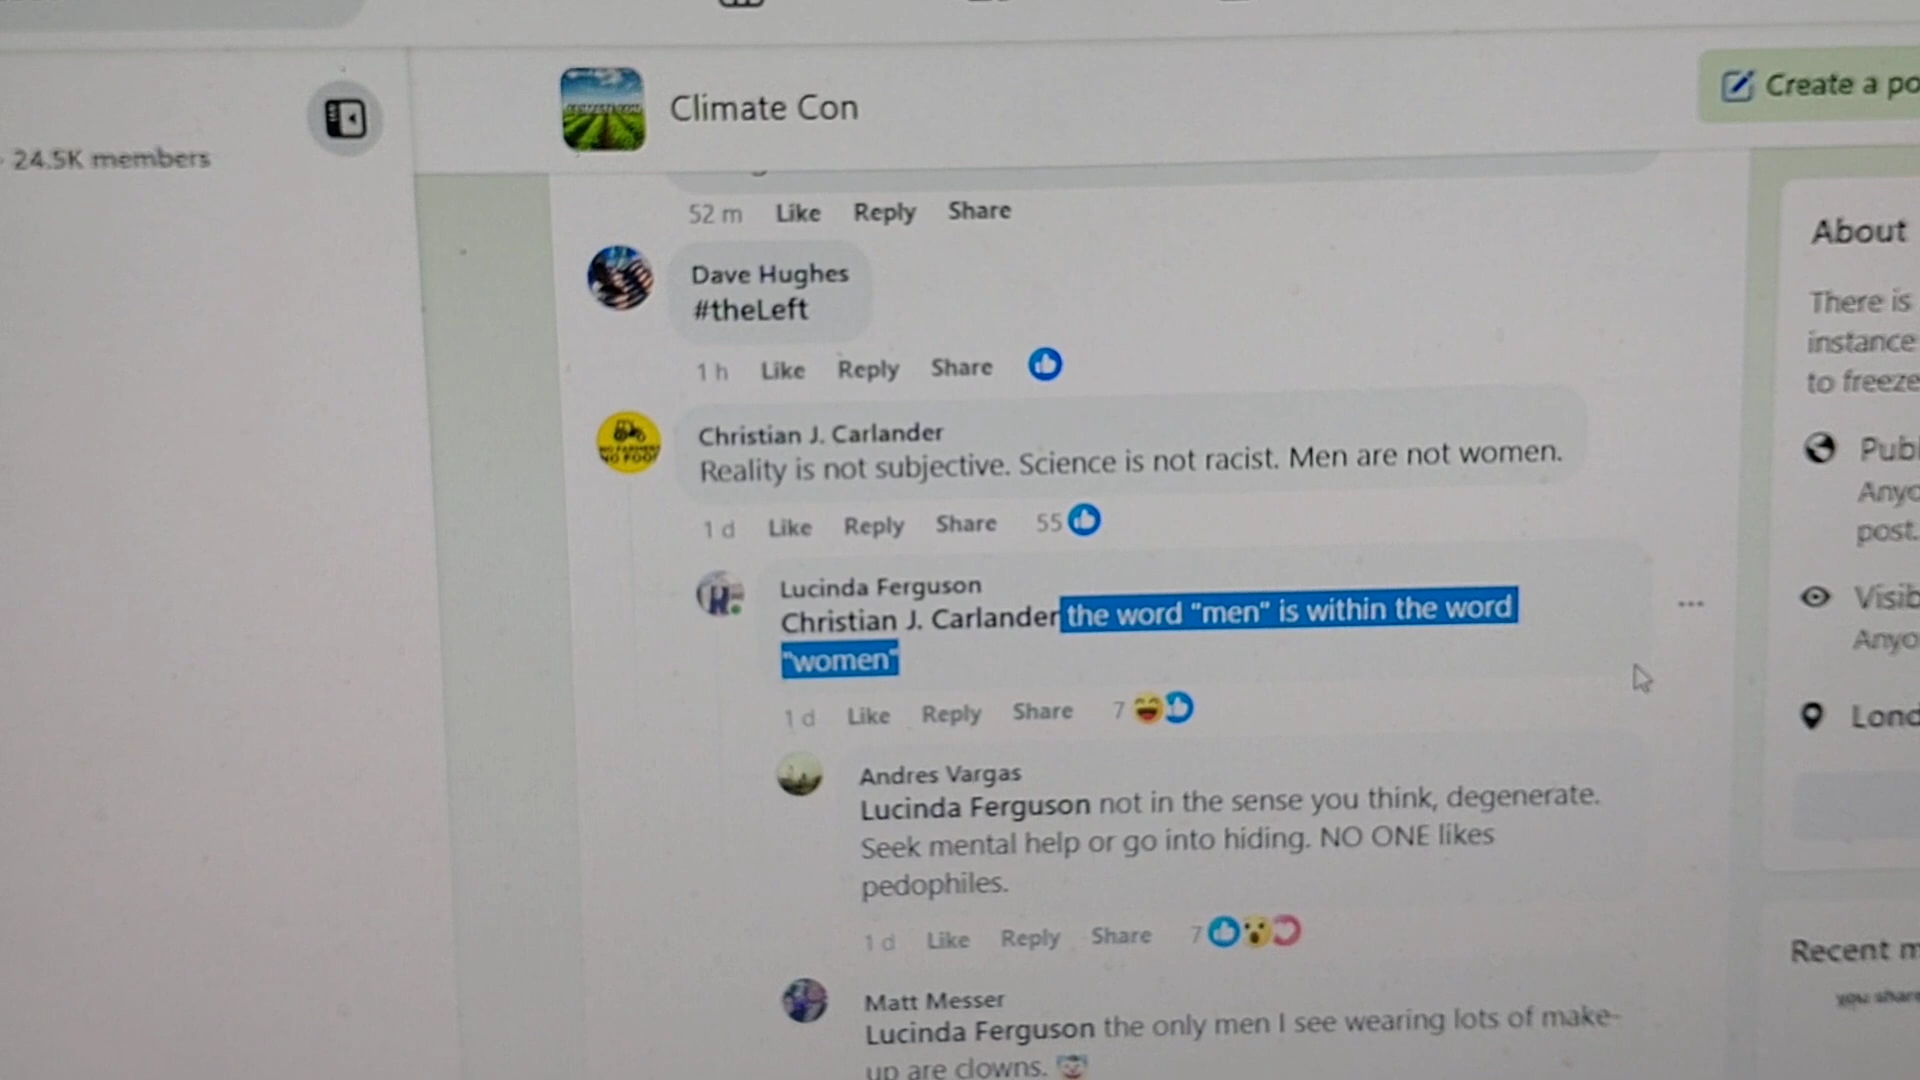 Climate Con
Create a po
24.5K members
52 m Like Reply Share
Dave Hughes
#theLeft
1 h Like Reply Share
Christian J. Carlander
Reality is not subjective. Science is not racist. Men are not women.
1 d Like Reply Share 55
Lucinda Ferguson
Christian J. Carlander the word "men" is within the word
"women"
1 d Like Reply Share 7
Andres Vargas
Lucinda Ferguson not in the sense you think, degenerate.
Seek mental help or go into hiding. NO ONE likes
pedophiles.
1 d Like Reply Share 7
Matt Messer
Lucinda Ferguson the only men I see wearing lots of make-
up are clowns.
About
There is
instance
to freeze
Publ
Anyo
post.
Visib
Anyo
Lond
Recent m
you share